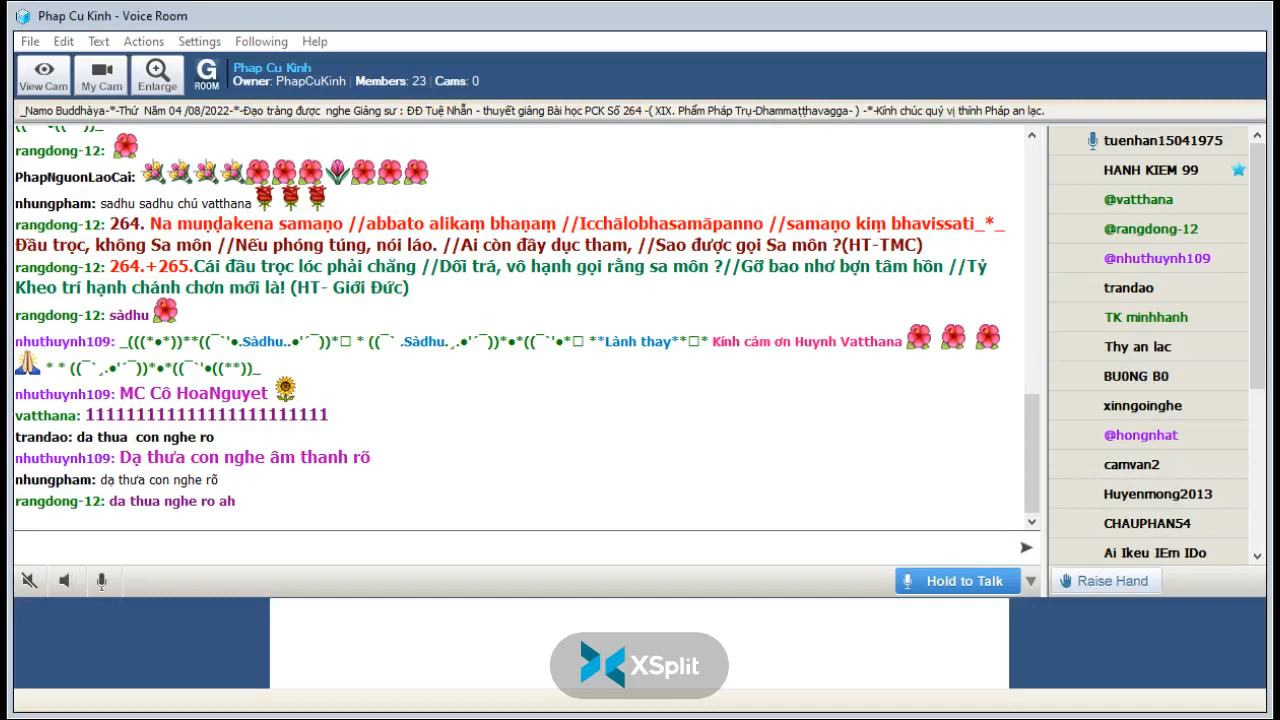 Phap Cu Kinh - Voice Room
File Edit Text Actions Settings Following Help
View Cam My Cam Enlarge G ROOM
Phap Cu Kinh
Owner: PhapCuKinh | Members: 23 | Cams: 0
_Namo Buddhàya-*-Thứ Năm 04 /08/2022-*-Đạo tràng được nghe Giảng sư : ĐĐ Tuệ Nhẫn - thuyết giảng Bài học PCK Số 264 -( XIX. Phẩm Pháp Trụ-Dhammaṭṭhavagga- ) -*-Kính chúc quý vị thính Pháp an lạc.
rangdong-12:
PhapNguonLaoCai:
nhungpham: sadhu sadhu chú vatthana
rangdong-12: 264. Na muṇḍakena samaṇo //abbato alikaṃ bhaṇaṃ //Icchālobhasamāpanno //samaṇo kiṃ bhavissati_*_
Đầu trọc, không Sa môn //Nếu phóng túng, nói láo. //Ai còn đầy dục tham, //Sao được gọi Sa môn ?(HT-TMC)
rangdong-12: 264.+265.Cái đầu trọc lóc phải chăng //Dối trá, vô hạnh gọi rằng sa môn ?//Gỡ bao nhơ bợn tâm hồn //Tỷ
Kheo trí hạnh chánh chơn mới là! (HT- Giới Đức)
rangdong-12: sàdhu
nhuthuynh109: _(((*•*))**((¯`'•.Sàdhu..•'´¯))*□ * ((¯` .Sàdhu.¸.•'´¯))*•*((¯`'•*□ **Lành thay**□* Kính cám ơn Huynh Vatthana
* * ((¯`¸.•'´¯))*•*((¯`'•((**))_
nhuthuynh109: MC Cô HoaNguyet
vatthana: 111111111111111111111111
trandao: da thua con nghe ro
nhuthuynh109: Dạ thưa con nghe âm thanh rõ
nhungpham: dạ thưa con nghe rõ
rangdong-12: da thua nghe ro ah
tuenhan15041975
HANH KIEM 99
@vatthana
@rangdong-12
@nhuthuynh109
trandao
TK minhhanh
Thy an lac
BU0NG B0
xinngoinghe
@hongnhat
camvan2
Huyenmong2013
CHAUPHAN54
Ai Ikeu IEm IDo
Hold to Talk
Raise Hand
XSplit